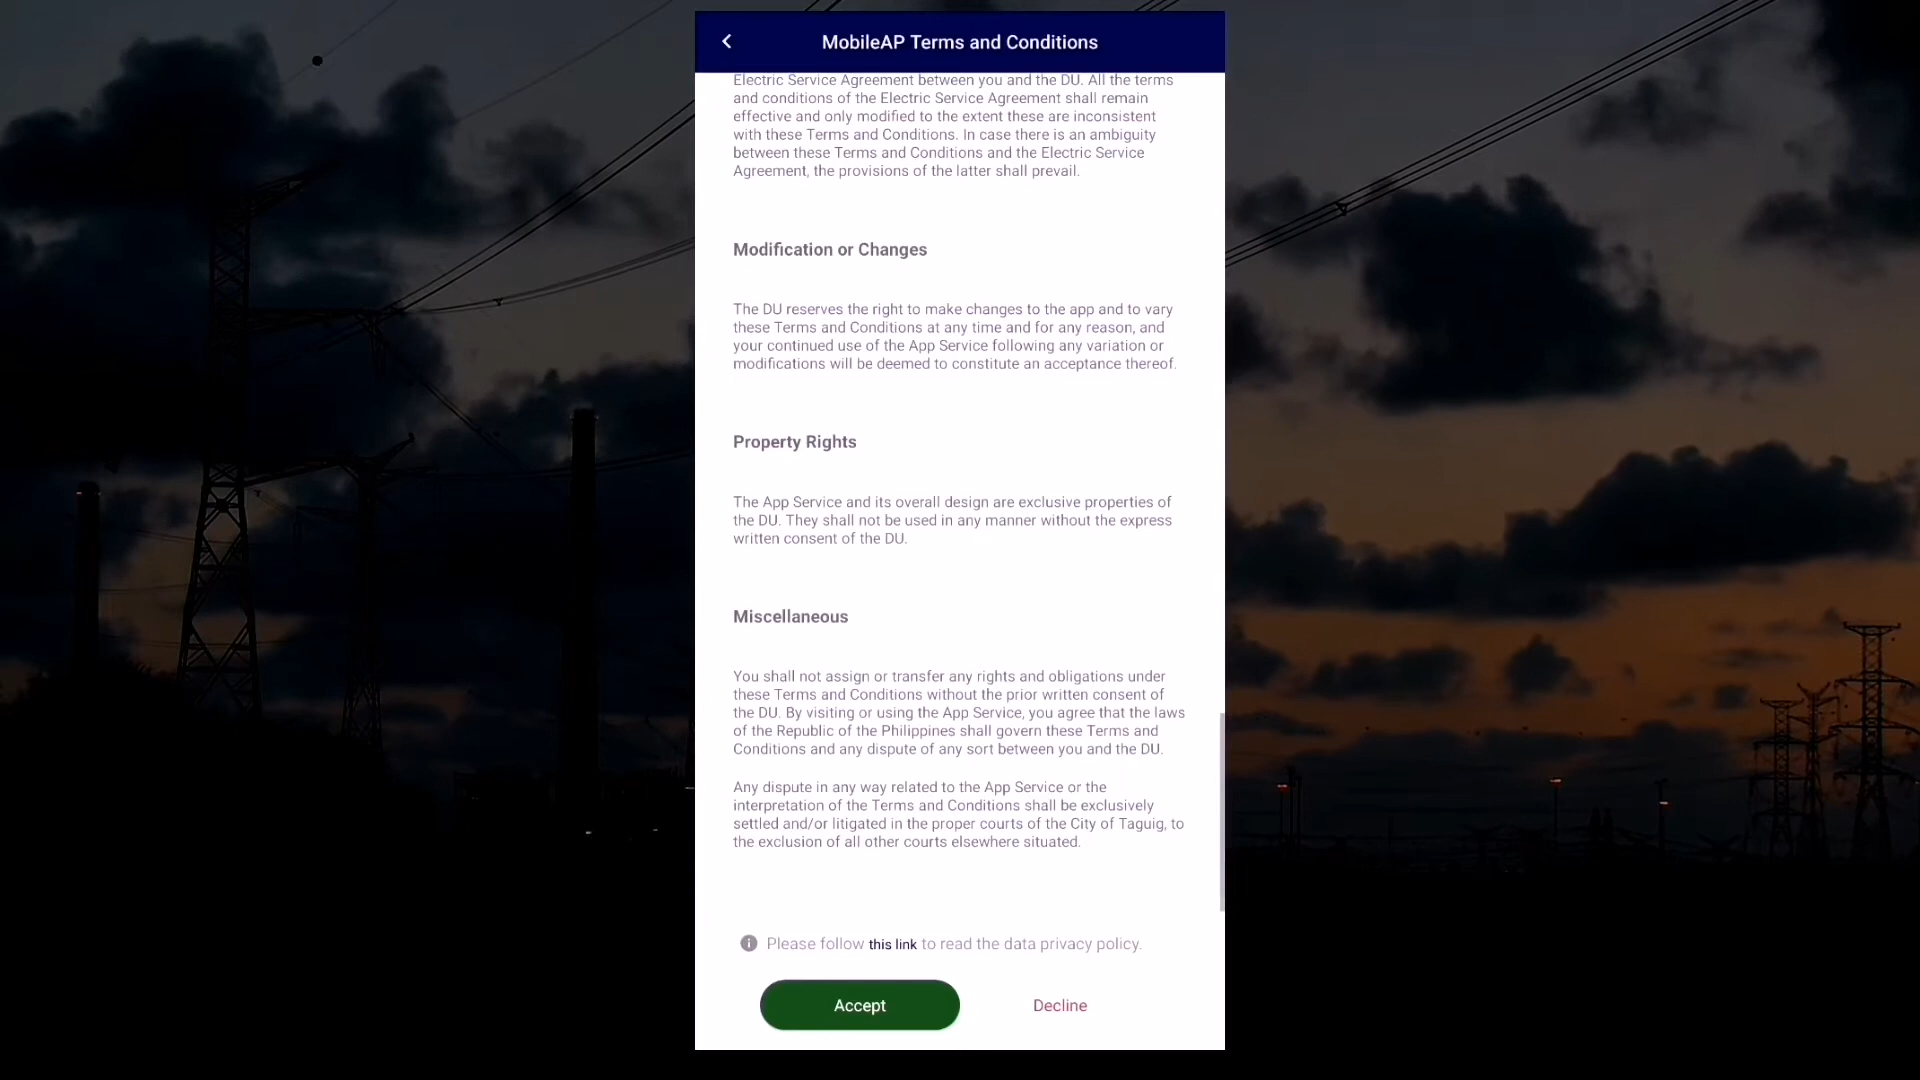 MobileAP Terms and Conditions
Electric Service Agreement between you and the DU. All the terms
and conditions of the Electric Service Agreement shall remain
effective and only modified to the extent these are inconsistent
with these Terms and Conditions. In case there is an ambiguity
between these Terms and Conditions and the Electric Service
Agreement, the provisions of the latter shall prevail.
Modification or Changes
The DU reserves the right to make changes to the app and to vary
these Terms and Conditions at any time and for any reason, and
your continued use of the App Service following any variation or
modifications will be deemed to constitute an acceptance thereof.
Property Rights
The App Service and its overall design are exclusive properties of
the DU. They shall not be used in any manner without the express
written consent of the DU.
Miscellaneous
You shall not assign or transfer any rights and obligations under
these Terms and Conditions without the prior written consent of
the DU. By visiting or using the App Service, you agree that the laws
of the Republic of the Philippines shall govern these Terms and
Conditions and any dispute of any sort between you and the DU.
Any dispute in any way related to the App Service or the
interpretation of the Terms and Conditions shall be exclusively
settled and/or litigated in the proper courts of the City of Taguig, to
the exclusion of all other courts elsewhere situated.
Please follow this link to read the data privacy policy.
Accept
Decline